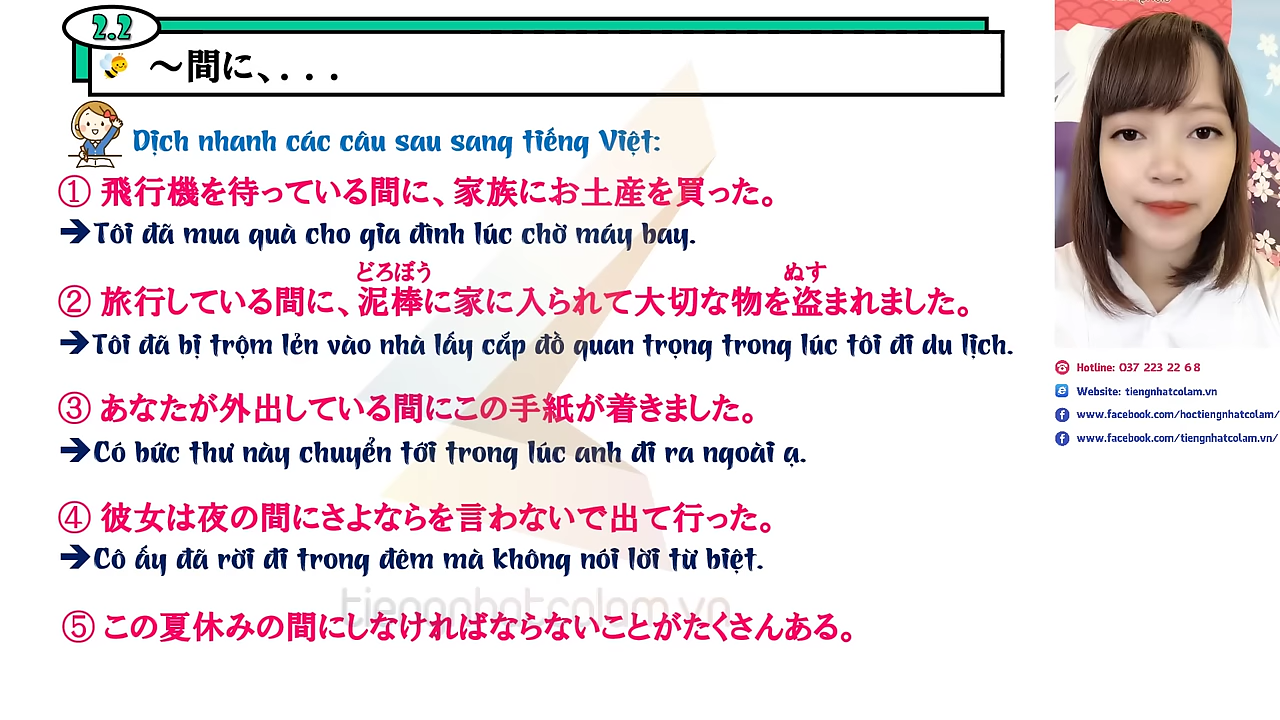 2.2
～間に、...
Dịch nhanh các câu sau sang tiếng Việt:
① 飛行機を待っている間に、家族にお土産を買った。
➔Tôi đã mua quà cho gia đình lúc chờ máy bay.
どろぼう ぬす
② 旅行している間に、泥棒に家に入られて大切な物を盗まれました。
➔Tôi đã bị trộm lẻn vào nhà lấy cắp đồ quan trọng trong lúc tôi đi du lịch.
③ あなたが外出している間にこの手紙が着きました。
➔Có bức thư này chuyển tới trong lúc anh đi ra ngoài ạ.
④ 彼女は夜の間にさよならを言わないで出て行った。
➔Cô ấy đã rời đi trong đêm mà không nói lời từ biệt.
tiengnhatcolam.vn
⑤ この夏休みの間にしなければならないことがたくさんある。
Hotline: 037 223 22 68
Website: tiengnhatcolam.vn
www.facebook.com/hoctiengnhatcolam/
www.facebook.com/tiengnhatcolam.vn/